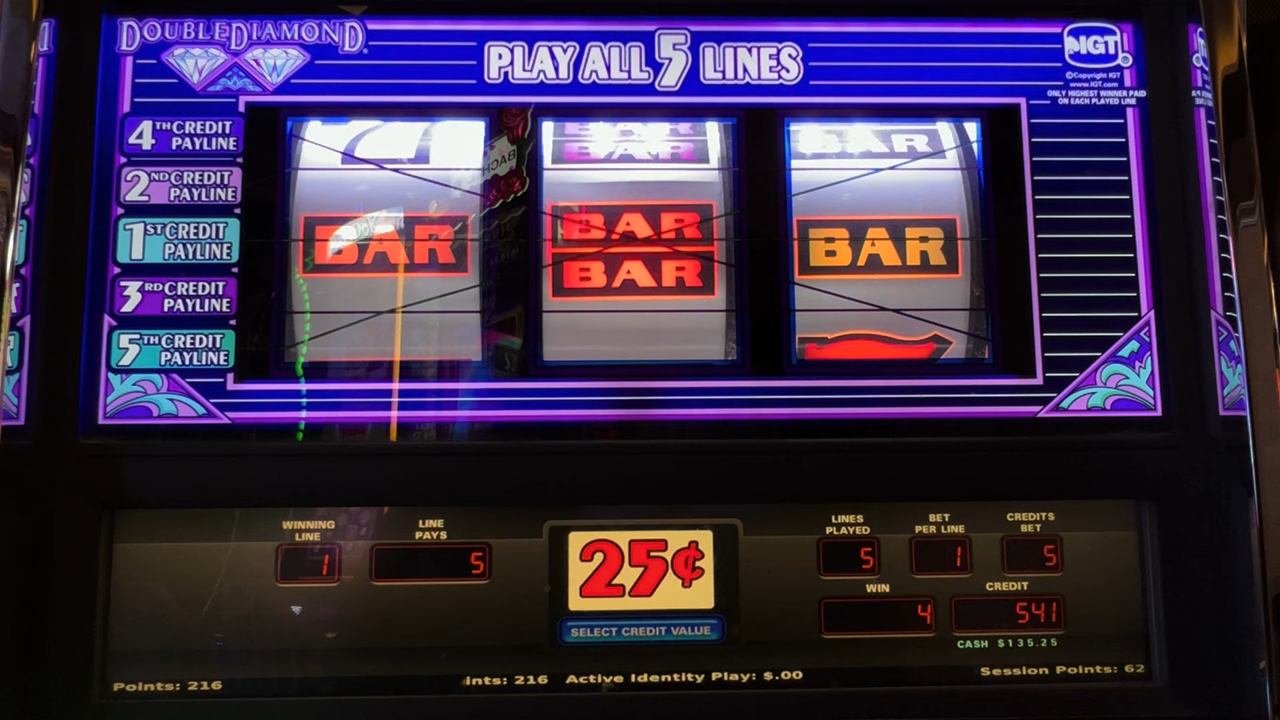 DOUBLE DIAMOND®
PLAY ALL 5 LINES
IGT®
©Copyright IGT
www.IGT.com
ONLY HIGHEST WINNER PAID
ON EACH PLAYED LINE
4TH CREDIT
PAYLINE
2ND CREDIT
PAYLINE
1ST CREDIT
PAYLINE
3RD CREDIT
PAYLINE
5TH CREDIT
PAYLINE
7
BAR
BAR
BAR
BAR
BAR
BAR
BAR
BACH
WINNING
LINE
1
LINE
PAYS
5
25¢
SELECT CREDIT VALUE
LINES
PLAYED
5
BET
PER LINE
1
CREDITS
BET
5
WIN
4
CREDIT
541
CASH $135.25
Points: 216
ints: 216 Active Identity Play: $.00
Session Points: 62